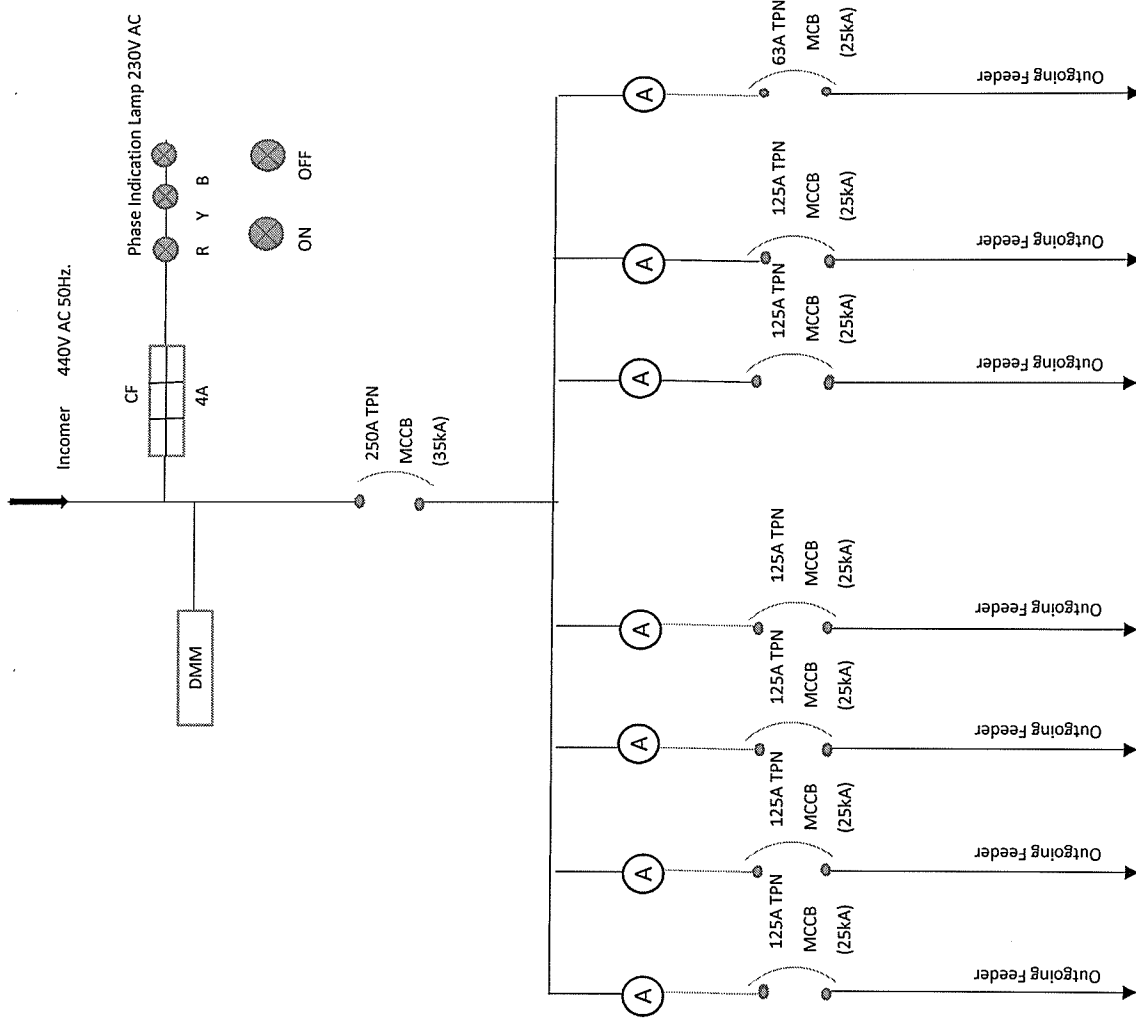 Incomer 440V AC 50Hz.
Phase Indication Lamp 230V AC
CF
4A
R Y B
ON
OFF
DMM
250A TPN
MCCB
(35kA)
A
A
A
A
A
A
A
125A TPN
MCCB
(25kA)
125A TPN
MCCB
(25kA)
125A TPN
MCCB
(25kA)
125A TPN
MCCB
(25kA)
125A TPN
MCCB
(25kA)
125A TPN
MCCB
(25kA)
63A TPN
MCB
(25kA)
Outgoing Feeder
Outgoing Feeder
Outgoing Feeder
Outgoing Feeder
Outgoing Feeder
Outgoing Feeder
Outgoing Feeder